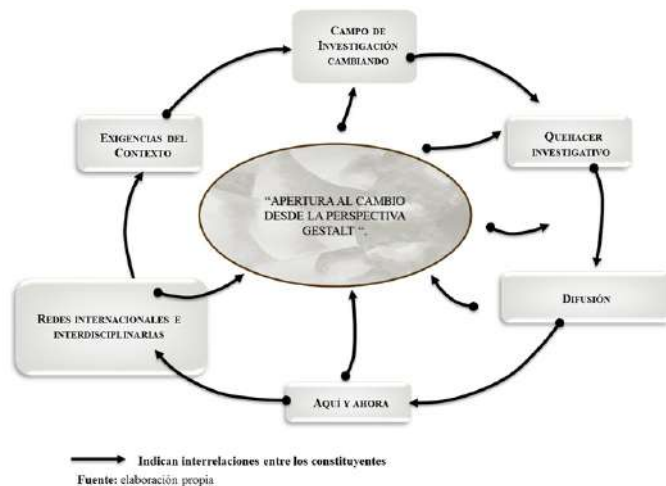 CAMPO DE
INVESTIGACIÓN
CAMBIANDO
EXIGENCIAS DEL
CONTEXTO
QUEHACER
INVESTIGATIVO
“APERTURA AL CAMBIO
DESDE LA PERSPECTIVA
GESTALT “.
REDES INTERNACIONALES E
INTERDISCIPLINARIAS
DIFUSIÓN
AQUÍ Y AHORA
Indican interrelaciones entre los constituyentes
Fuente: elaboración propia